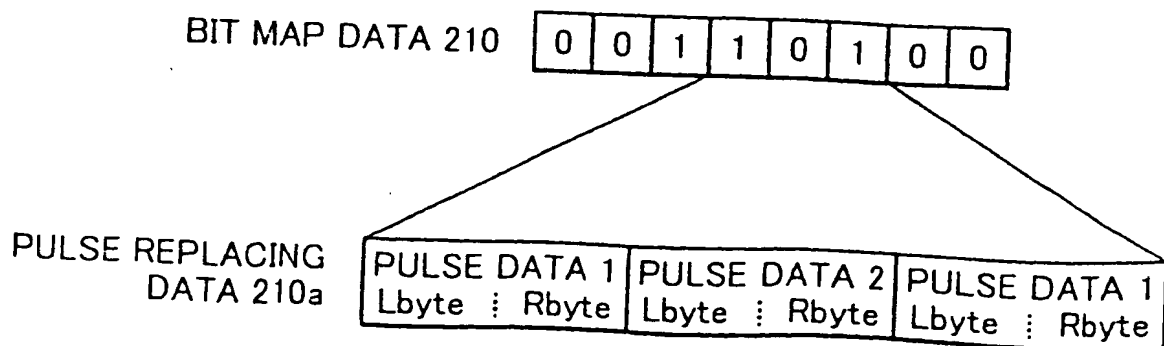 BIT MAP DATA 210 0 0 1 1 0 1 0 0
PULSE REPLACING
DATA 210a
PULSE DATA 1 PULSE DATA 2 PULSE DATA 1
Lbyte ⋮ Rbyte Lbyte ⋮ Rbyte Lbyte ⋮ Rbyte